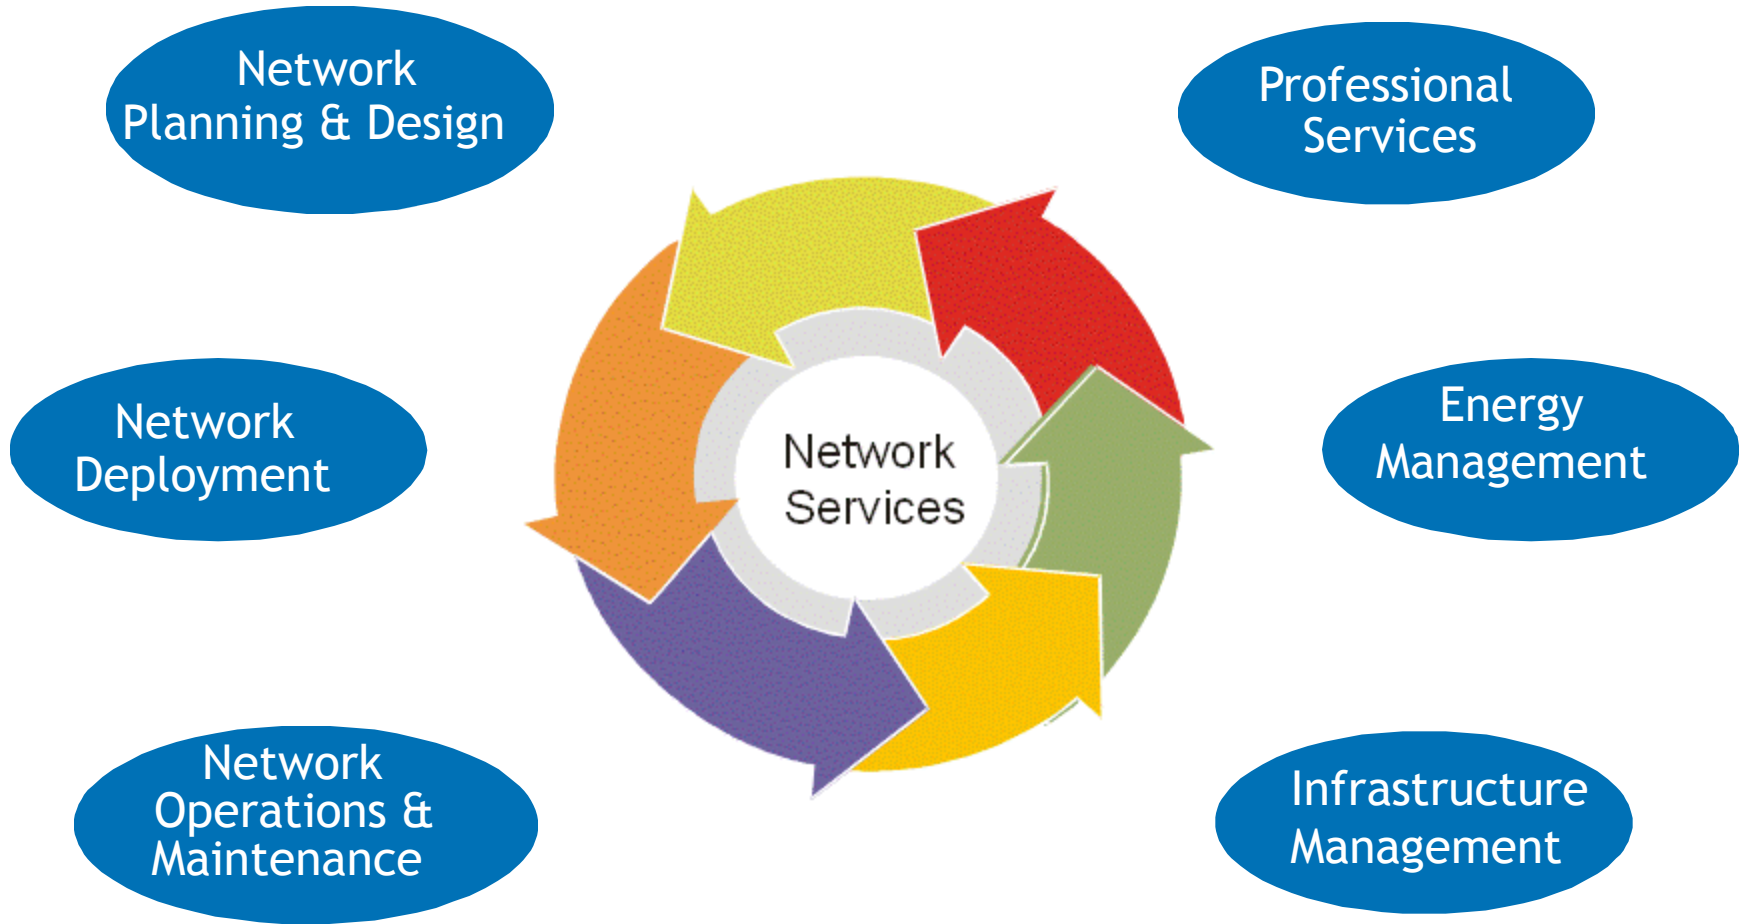 Network
Planning & Design
Professional
Services
Network
Deployment
Network
Services
Energy
Management
Network
Operations &
Maintenance
Infrastructure
Management